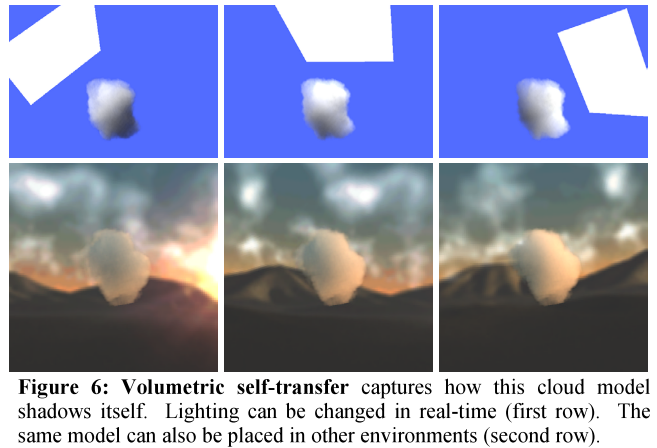 Figure 6: Volumetric self-transfer captures how this cloud model
shadows itself. Lighting can be changed in real-time (first row). The
same model can also be placed in other environments (second row).